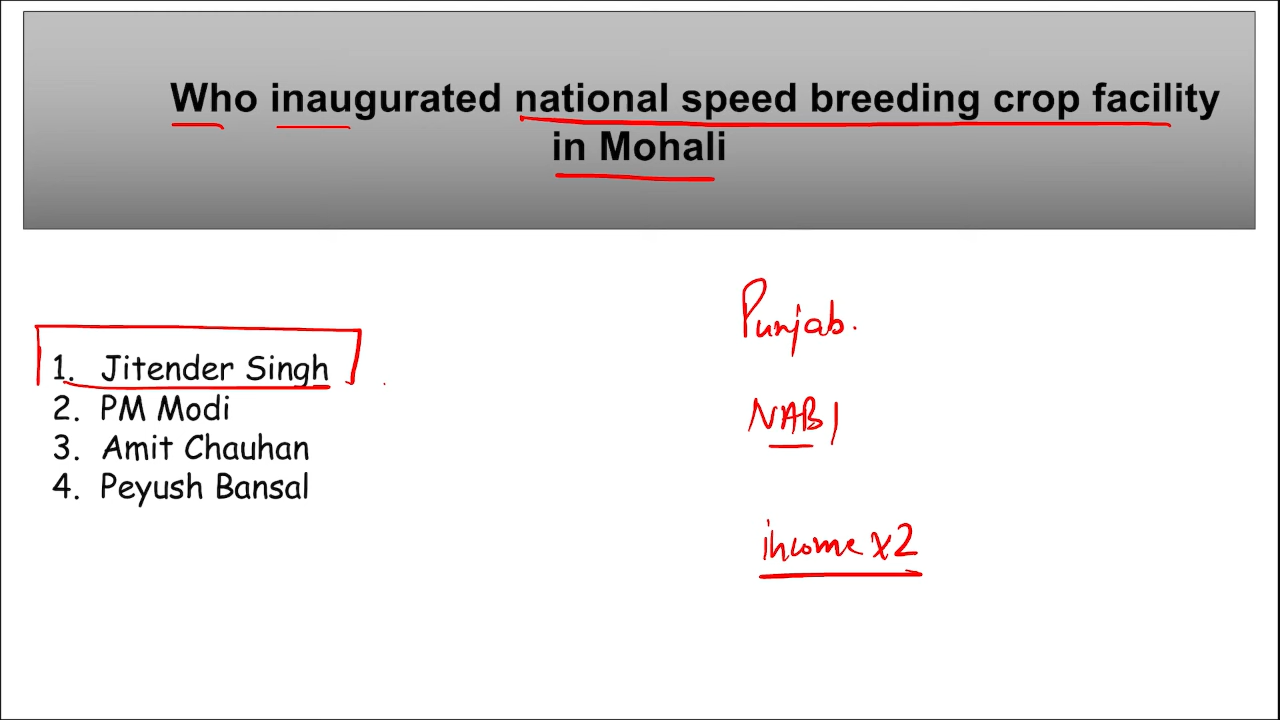 Who inaugurated national speed breeding crop facility
in Mohali
1. Jitender Singh
2. PM Modi
3. Amit Chauhan
4. Peyush Bansal
Punjab.
NABI
income x2